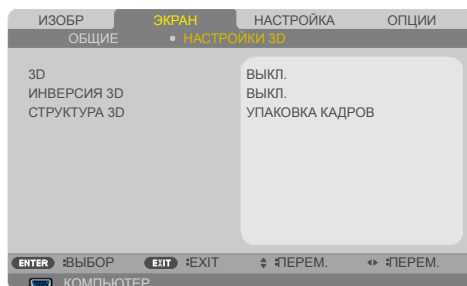 ИЗОБР ЭКРАН НАСТРОЙКА ОПЦИИ
ОБЩИЕ • НАСТРОЙКИ 3D
3D ВЫКЛ.
ИНВЕРСИЯ 3D ВЫКЛ.
СТРУКТУРА 3D УПАКОВКА КАДРОВ
ENTER :ВЫБОР EXIT :EXIT :ПЕРЕМ. :ПЕРЕМ.
КОМПЬЮТЕР